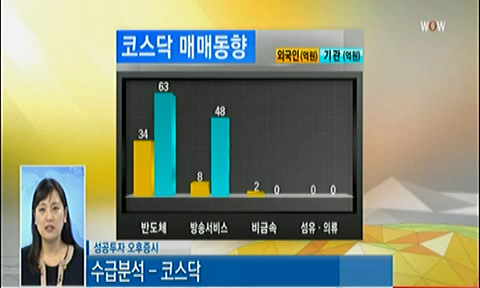 WOW
코스닥 매매동향
외국인(억원) 기관(억원)
63
34
48
8
2
0
0
0
반도체 방송서비스 비금속 섬유·의류
성공투자 오후증시
수급분석 - 코스닥